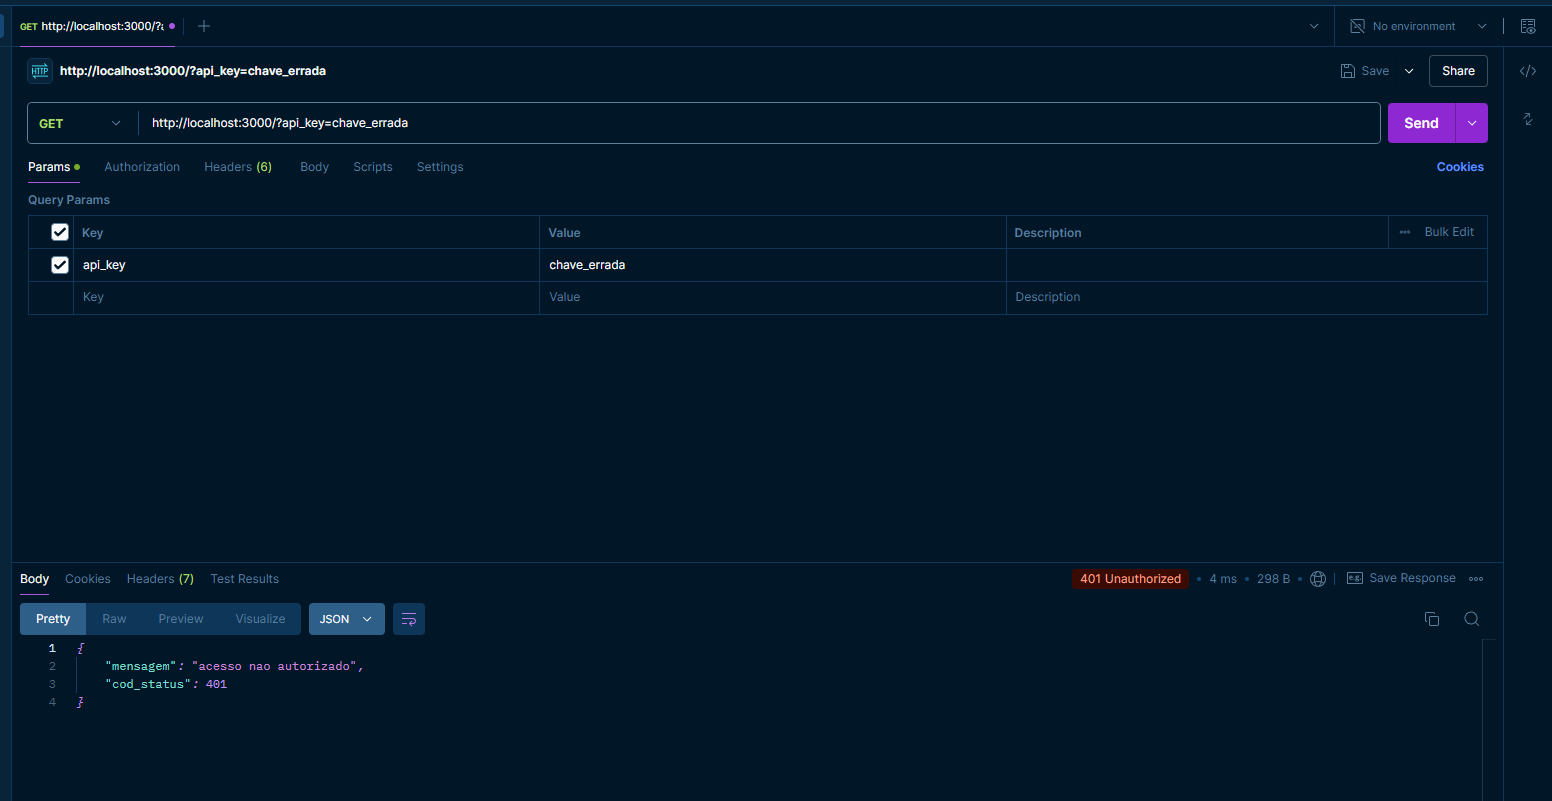 GET http://localhost:3000/?a
No environment
HTTP http://localhost:3000/?api_key=chave_errada
Save
Share
GET http://localhost:3000/?api_key=chave_errada
Send
Params Authorization Headers (6) Body Scripts Settings Cookies
Query Params
Key Value Description ••• Bulk Edit
api_key chave_errada
Key Value Description
Body Cookies Headers (7) Test Results 401 Unauthorized • 4 ms • 298 B • e.g. Save Response
Pretty Raw Preview Visualize JSON
1 {
2 "mensagem": "acesso nao autorizado",
3 "cod_status": 401
4 }